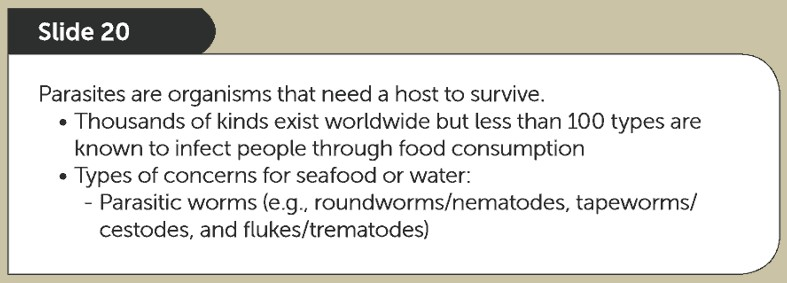 Slide 20
Parasites are organisms that need a host to survive.
• Thousands of kinds exist worldwide but less than 100 types are
known to infect people through food consumption
• Types of concerns for seafood or water:
- Parasitic worms (e.g., roundworms/nematodes, tapeworms/
cestodes, and flukes/trematodes)